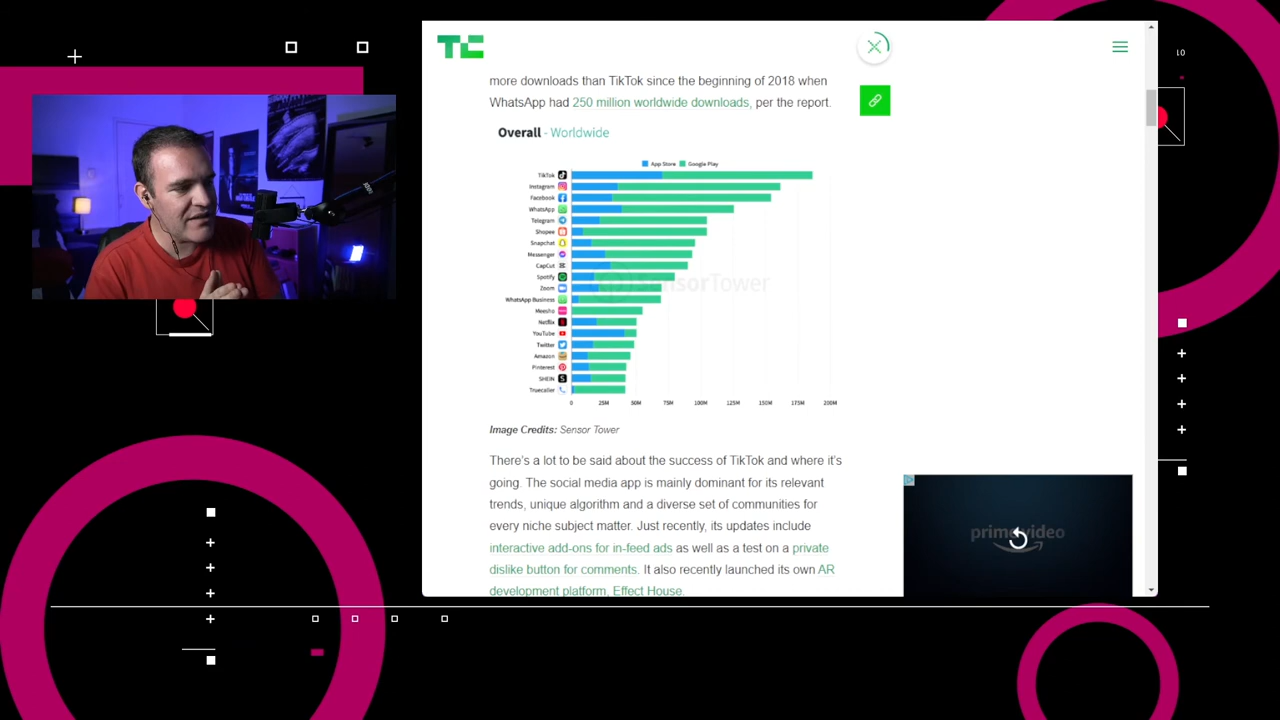 TC
more downloads than TikTok since the beginning of 2018 when
WhatsApp had 250 million worldwide downloads, per the report.
Overall - Worldwide
App Store Google Play
TikTok
Instagram
Facebook
WhatsApp
Telegram
Shopee
Snapchat
Messenger
CapCut
Spotify
Zoom
WhatsApp Business
Meesho
Netflix
YouTube
Twitter
Amazon
Pinterest
SHEIN
Truecaller
SensorTower
0 25M 50M 75M 100M 125M 150M 175M 200M
Image Credits: Sensor Tower
There's a lot to be said about the success of TikTok and where it's
going. The social media app is mainly dominant for its relevant
trends, unique algorithm and a diverse set of communities for
every niche subject matter. Just recently, its updates include
interactive add-ons for in-feed ads as well as a test on a private
dislike button for comments. It also recently launched its own AR
development platform, Effect House.
prime video